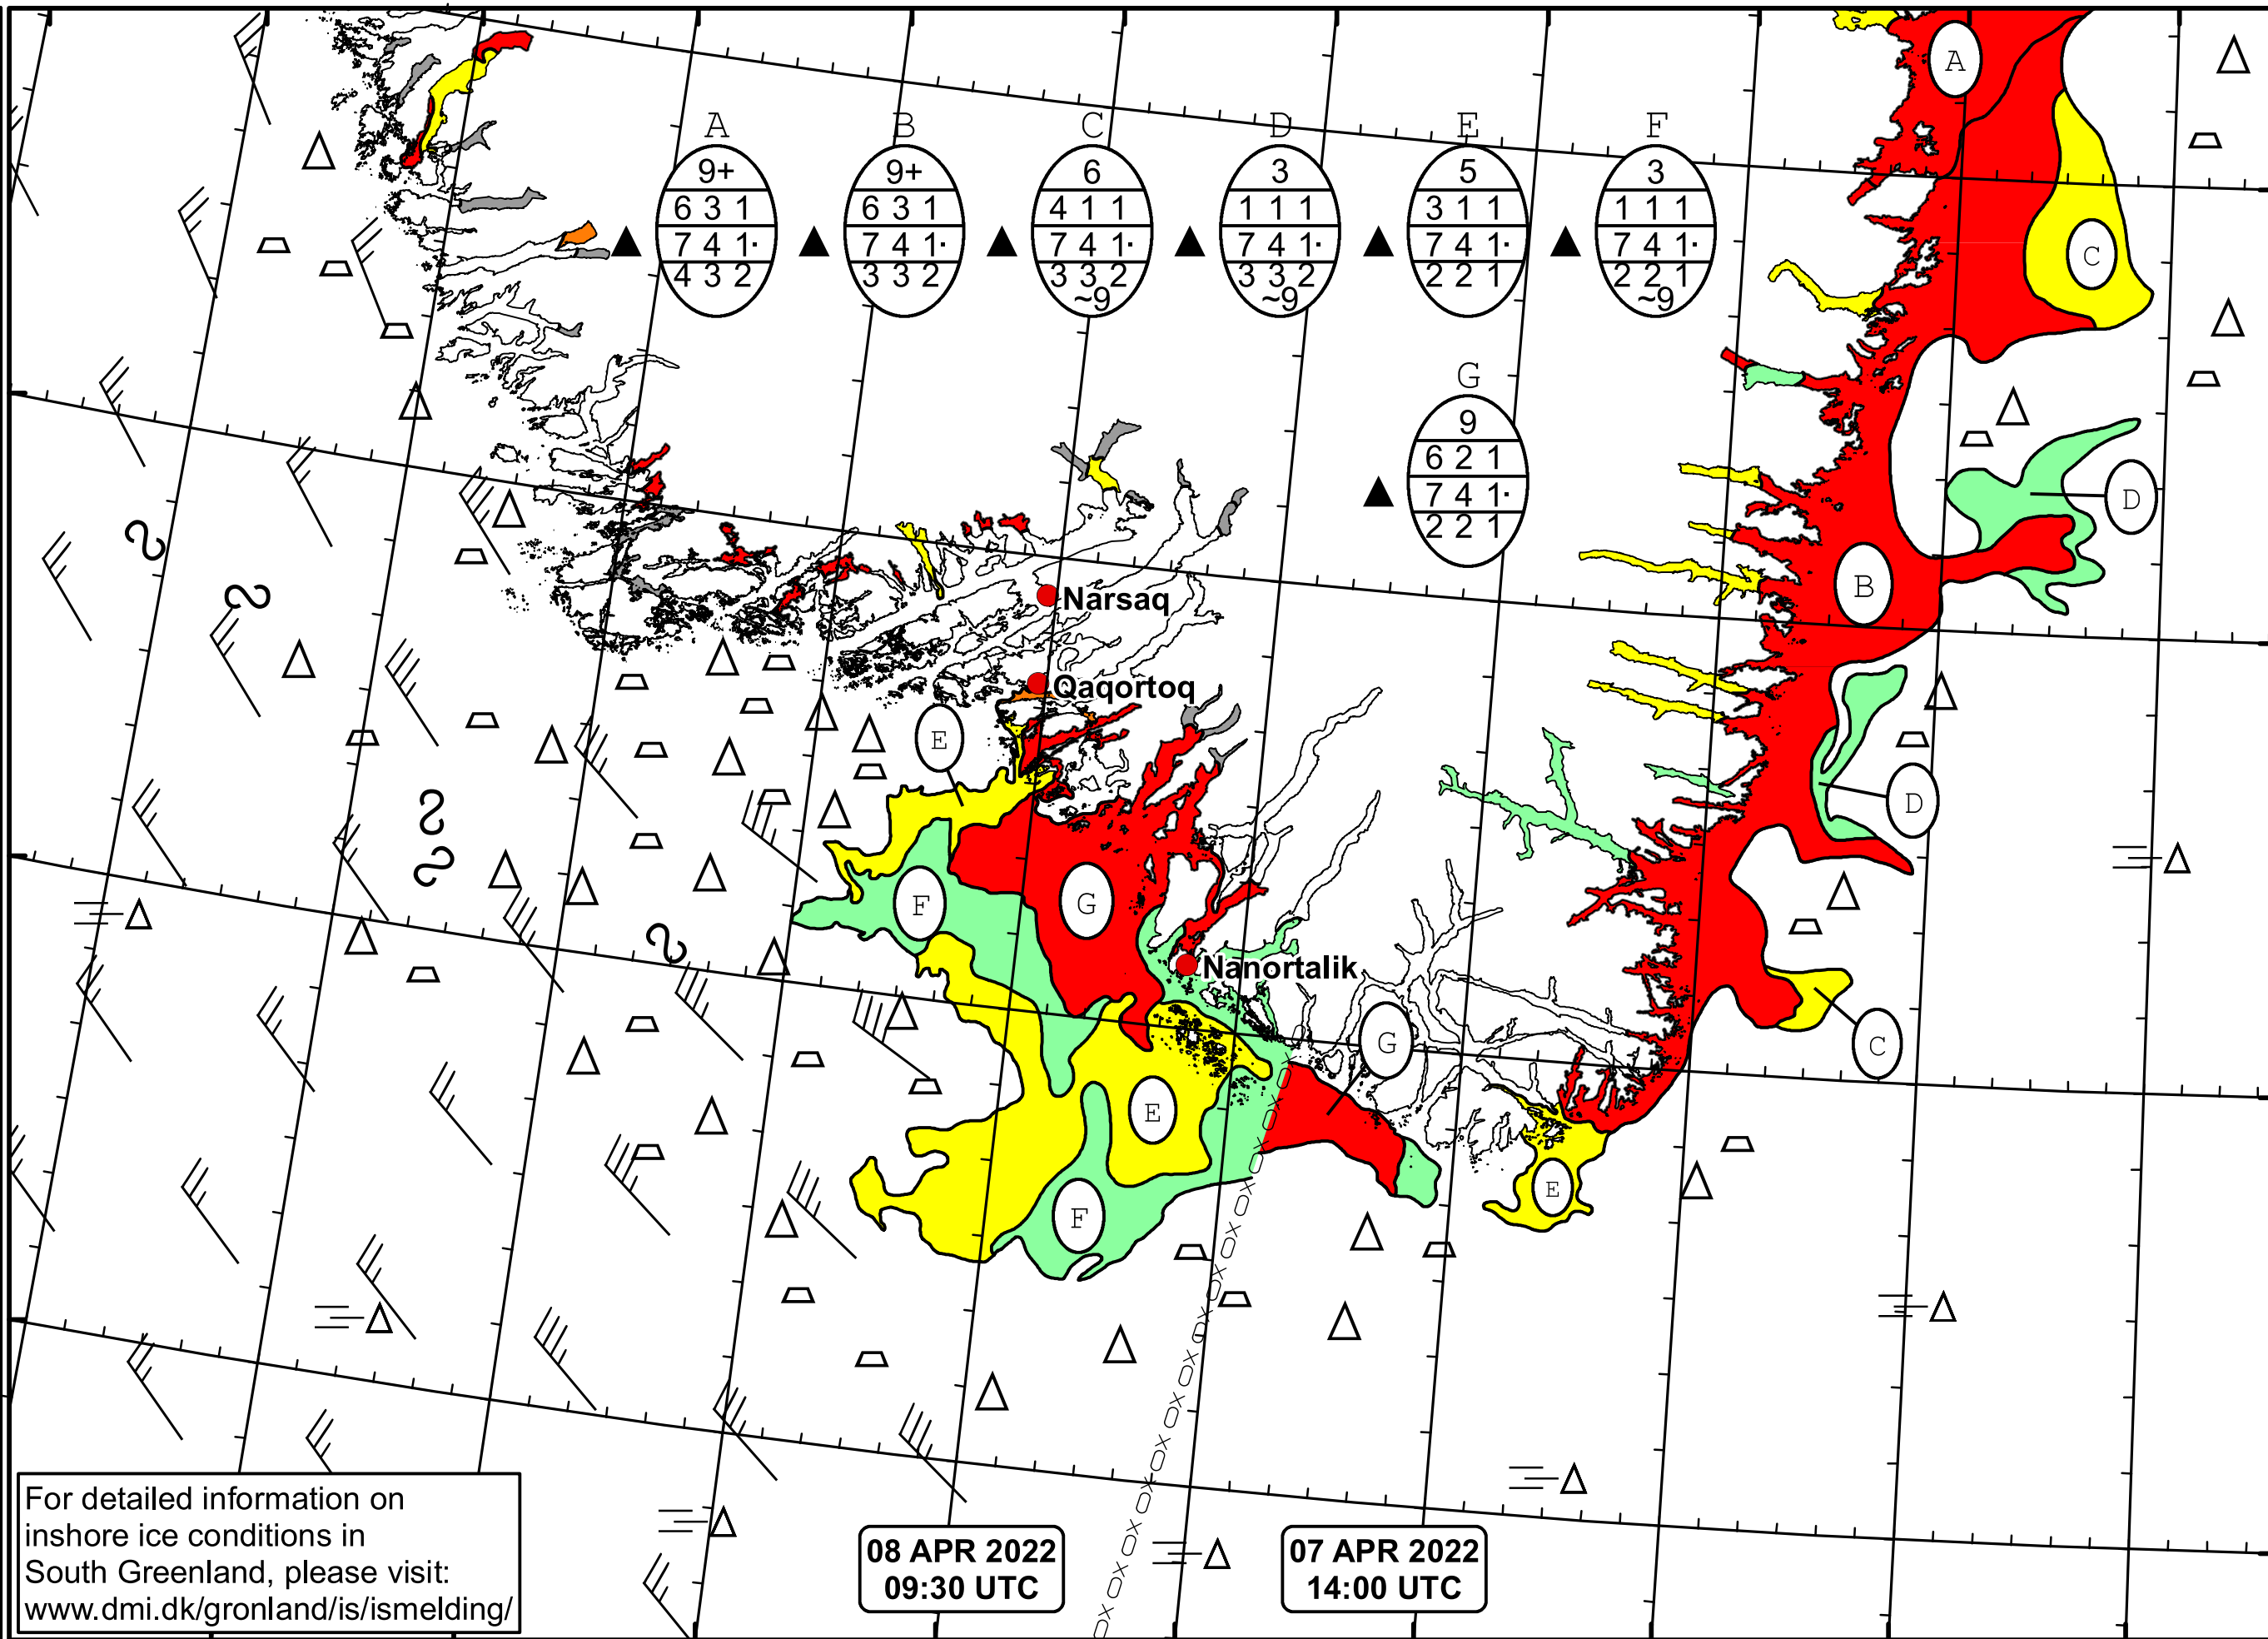 A
A B C D E F
9+ 9+ 6 3 5 3
6 3 1 6 3 1 4 1 1 1 1 1 3 1 1 1 1 1
7 4 1· 7 4 1· 7 4 1· 7 4 1· 7 4 1· 7 4 1·
4 3 2 3 3 2 3 3 2 3 3 2 2 2 1 2 2 1
~9 ~9 ~9
C
G
9
6 2 1
7 4 1·
2 2 1
D
B
Narsaq
Qaqortoq
E
D
F
G
Nanortalik
G
C
E
E
F
For detailed information on
inshore ice conditions in
South Greenland, please visit:
www.dmi.dk/gronland/is/ismelding/
08 APR 2022
09:30 UTC
07 APR 2022
14:00 UTC